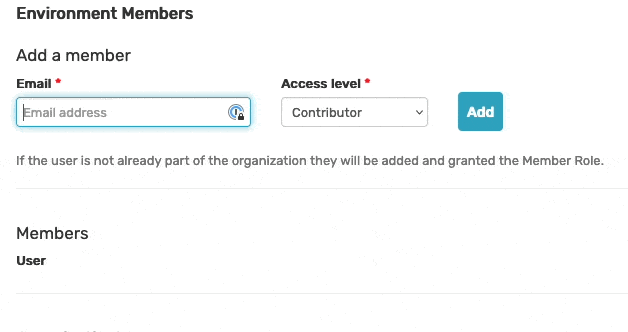 Environment Members
Add a member
Email *
Access level *
Email address
Contributor
Add
If the user is not already part of the organization they will be added and granted the Member Role.
Members
User